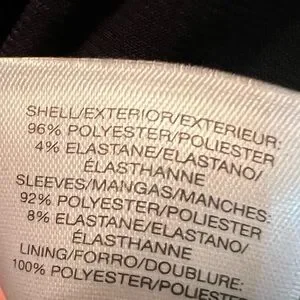 SHELL/EXTERIOR/EXTERIEUR:
96% POLYESTER/POLIESTER
4% ELASTANE/ELASTANO/
ÉLASTHANNE
SLEEVES/MANGAS/MANCHES:
92% POLYESTER/POLIESTER
8% ELASTANE/ELASTANO/
ÉLASTHANNE
LINING/FORRO/DOUBLURE:
100% POLYESTER/POLIESTER